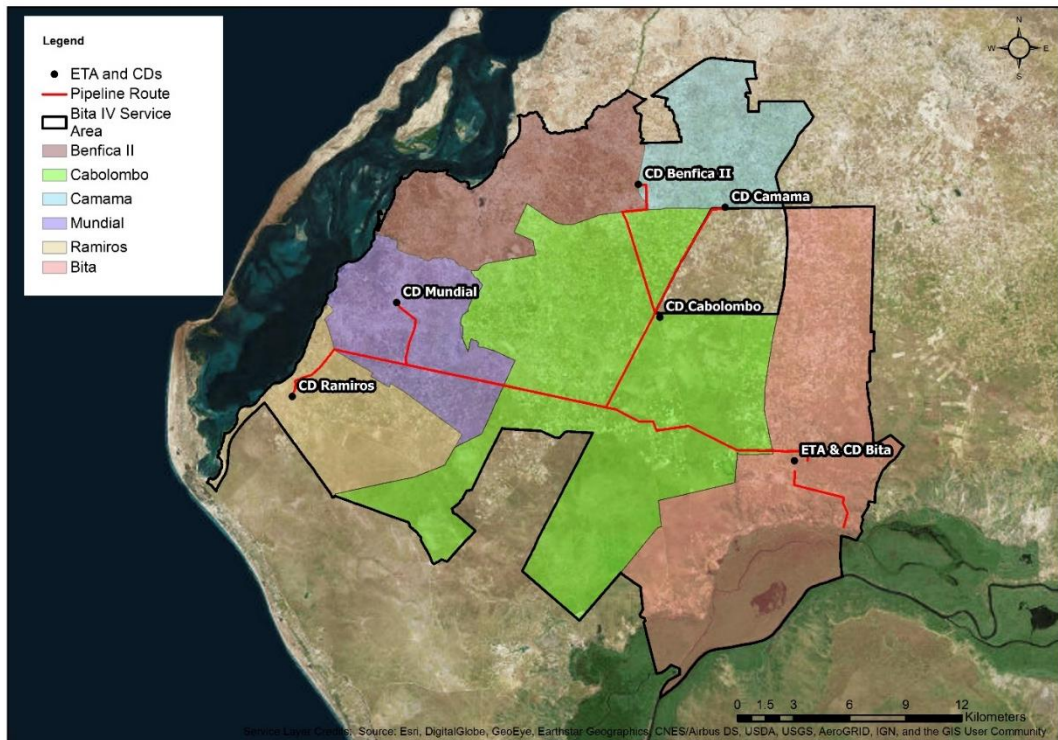 Legend
ETA and CDs
Pipeline Route
Bita IV Service
Area
Benfica II
Cabolombo
Camama
Mundial
Ramiros
Bita
N
W E
S
CD Benfica II
CD Camama
CD Mundial
CD Cabolombo
CD Ramiros
ETA & CD Bita
0 1.5 3 6 9 12
Kilometers
Service Layer Credits: Source: Esri, DigitalGlobe, GeoEye, Earthstar Geographics, CNES/Airbus DS, USDA, USGS, AeroGRID, IGN, and the GIS User Community